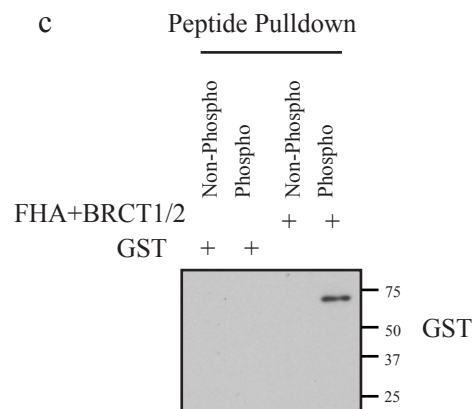 c
Peptide Pulldown
Non-Phospho
Phospho
Non-Phospho
Phospho
FHA+BRCT1/2 + +
GST + +
75
50
GST
37
25